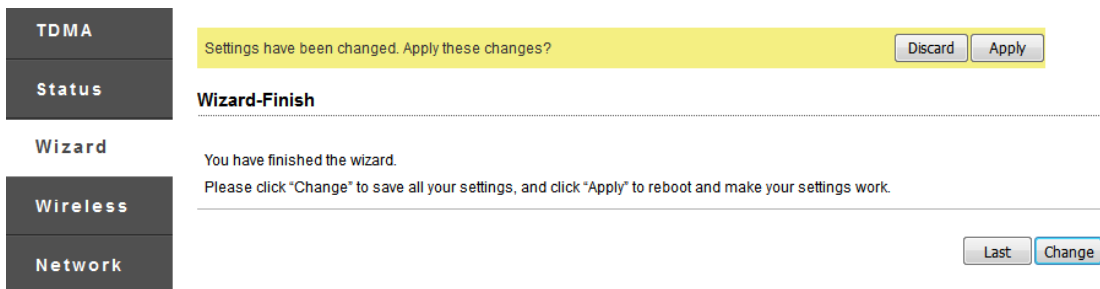 TDMA
Status
Wizard
Wireless
Network
Settings have been changed. Apply these changes?
Discard
Apply
Wizard-Finish
You have finished the wizard.
Please click “Change” to save all your settings, and click “Apply” to reboot and make your settings work.
Last
Change